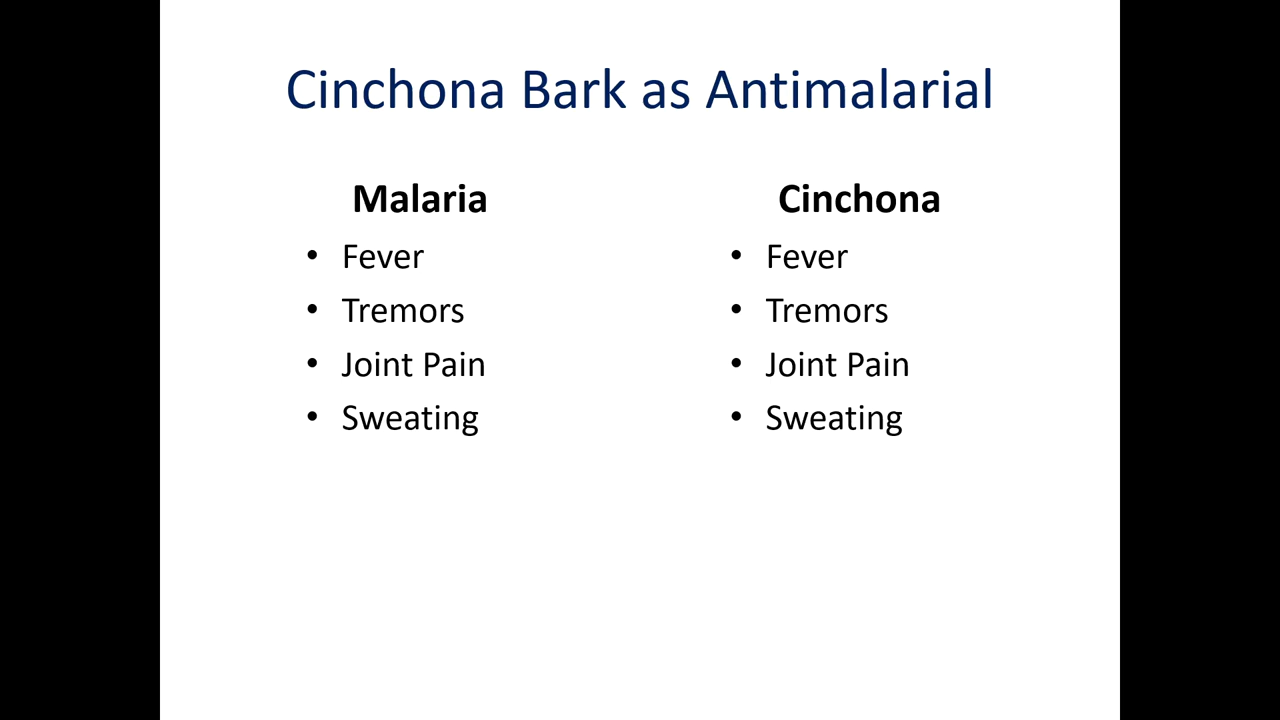 Cinchona Bark as Antimalarial
Malaria
• Fever
• Tremors
• Joint Pain
• Sweating
Cinchona
• Fever
• Tremors
• Joint Pain
• Sweating